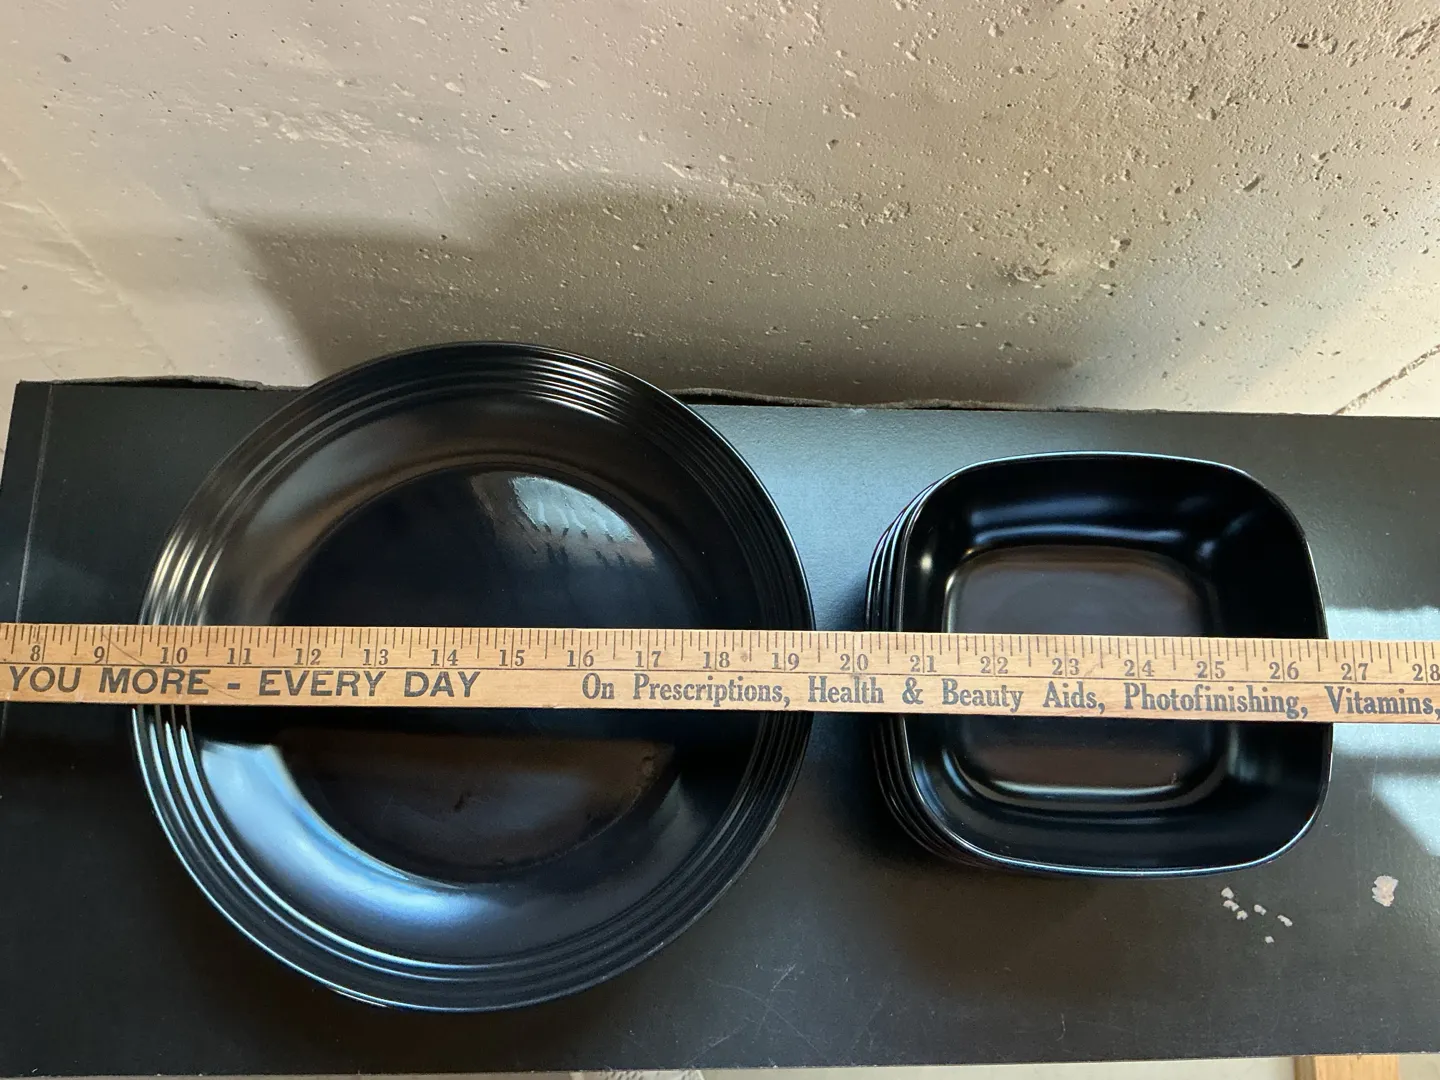 8 9 10 11 12 13 14 15 16 17 18 19 20 21 22 23 24 25 26 27 28
YOU MORE - EVERY DAY On Prescriptions, Health & Beauty Aids, Photofinishing, Vitamins,